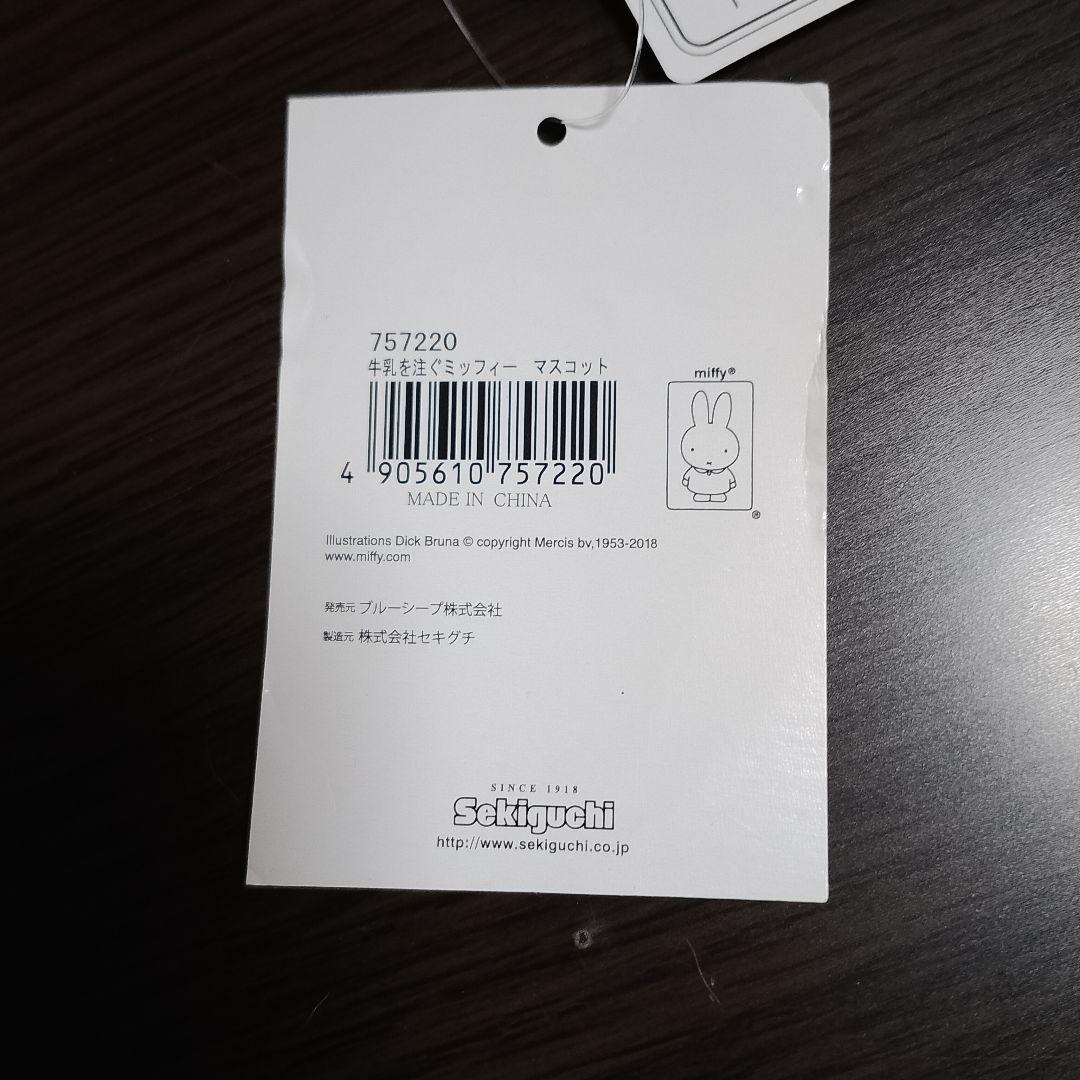 757220
牛乳を注ぐミッフィー　マスコット
4 905610 757220
MADE IN CHINA
miffy®
®
Illustrations Dick Bruna © copyright Mercis bv,1953-2018
www.miffy.com
発売元 ブルーシープ株式会社
製造元 株式会社セキグチ
SINCE 1918
Sekiguchi
http://www.sekiguchi.co.jp